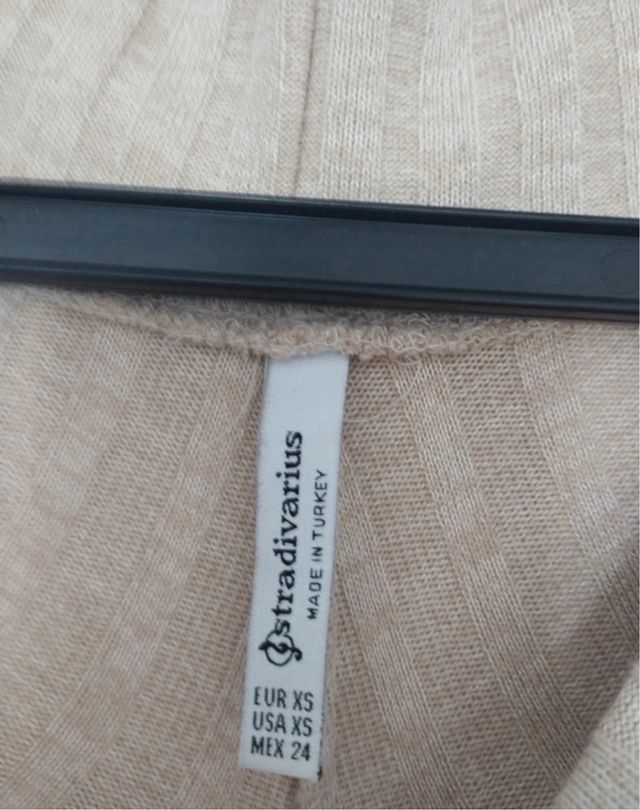 stradivarius
MADE IN TURKEY
EUR XS
USA XS
MEX 24